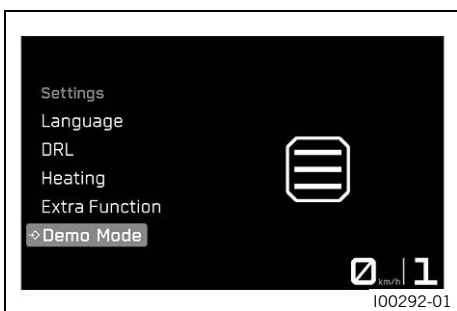 Settings
Language
DRL
Heating
Extra Function
Demo Mode
0 km/h 1
I00292-01